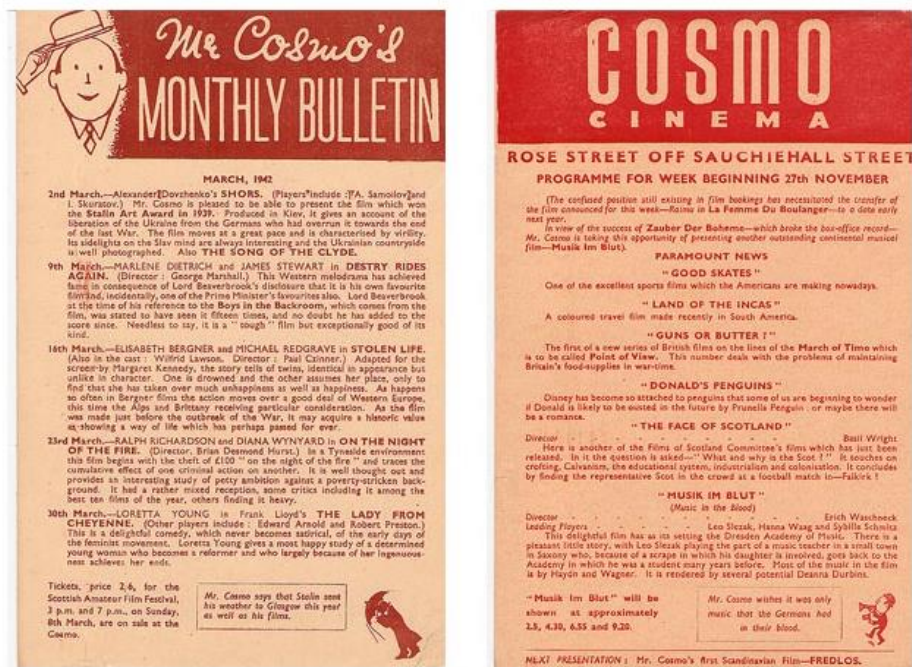 Mr Cosmo's
MONTHLY BULLETIN
MARCH, 1942
2nd March.—Alexander Dovzhenko's SHORS. (Players include : A. Samoilov and
I. Skuratov.) Mr. Cosmo is pleased to be able to present the film which won
the Stalin Art Award in 1939. Produced in Kiev, it gives an account of the
liberation of the Ukraine from the Germans who had overrun it towards the end
of the last War. The film moves at a great pace and is characterised by virility.
Its sidelights on the Slav mind are always interesting and the Ukrainian countryside
is well photographed. Also THE SONG OF THE CLYDE.
9th March.—MARLENE DIETRICH and JAMES STEWART in DESTRY RIDES
AGAIN. (Director : George Marshall.) This Western melodrama has achieved
fame in consequence of Lord Beaverbrook's disclosure that it is his own favourite
film and, incidentally, one of the Prime Minister's favourites also. Lord Beaverbrook
at the time of his reference to the Boys in the Backroom, which comes from the
film, was stated to have seen it fifteen times, and no doubt he has added to the
score since. Needless to say, it is a "tough" film but exceptionally good of its
kind.
16th March.—ELISABETH BERGNER and MICHAEL REDGRAVE in STOLEN LIFE.
(Also in the cast : Wilfrid Lawson. Director : Paul Czinner.) Adapted for the
screen by Margaret Kennedy, the story tells of twins, identical in appearance but
unlike in character. One is drowned and the other assumes her place, only to
find that she has taken over much unhappiness as well as happiness. As happens
so often in Bergner films the action moves over a good deal of Western Europe,
this time the Alps and Brittany receiving particular consideration. As the film
was made just before the outbreak of the War, it may acquire a historic value
as showing a way of life which has perhaps passed for ever.
23rd March.—RALPH RICHARDSON and DIANA WYNYARD in ON THE NIGHT
OF THE FIRE. (Director, Brian Desmond Hurst.) In a Tyneside environment
this film begins with the theft of £100 "on the night of the fire" and traces the
cumulative effect of one criminal action on another. It is well thought out and
provides an interesting study of petty ambition against a poverty-stricken back-
ground. It had a rather mixed reception, some critics including it among the
best ten films of the year, others finding it heavy.
30th March.—LORETTA YOUNG in Frank Lloyd's THE LADY FROM
CHEYENNE. (Other players include : Edward Arnold and Robert Preston.)
This is a delightful comedy, which never becomes satirical, of the early days of
the feminist movement. Loretta Young gives a most happy study of a determined
young woman who becomes a reformer and who largely because of her ingenuous-
ness achieves her ends.
Tickets, price 2/6, for the
Scottish Amateur Film Festival,
3 p.m. and 7 p.m., on Sunday,
8th March, are on sale at the
Cosmo.
Mr. Cosmo says that Stalin sent
his weather to Glasgow this year
as well as his films.
COSMO
CINEMA
ROSE STREET OFF SAUCHIEHALL STREET
PROGRAMME FOR WEEK BEGINNING 27th NOVEMBER
(The confused position still existing in film bookings has necessitated the transfer of
the film announced for this week—Raimu in La Femme Du Boulanger—to a date early
next year.
In view of the success of Zauber Der Boheme—which broke the box-office record—
Mr. Cosmo is taking this opportunity of presenting another outstanding continental musical
film—Musik Im Blut).
PARAMOUNT NEWS
"GOOD SKATES"
One of the excellent sports films which the Americans are making nowadays.
"LAND OF THE INCAS"
A coloured travel film made recently in South America.
"GUNS OR BUTTER?"
The first of a new series of British films on the lines of the March of Time which
is to be called Point of View. This number deals with the problems of maintaining
Britain's food-supplies in war-time.
"DONALD'S PENGUINS"
Disney has become so attached to penguins that some of us are beginning to wonder
if Donald is likely to be ousted in the future by Prunella Penguin : or maybe there will
be a romance.
"THE FACE OF SCOTLAND"
Director - - - - - - - - Basil Wright
Here is another of the Films of Scotland Committee's films which has just been
released. In it the question is asked—"What and why is the Scot?" It touches on
crofting, Calvanism, the educational system, industrialism and colonisation. It concludes
by finding the representative Scot in the crowd at a football match in—Falkirk !
"MUSIK IM BLUT"
(Music in the Blood)
Director - - - - - - - - Erich Waschneck
Leading Players - - - - Leo Slezak, Hanna Waag and Sybille Schmitz
This delightful film has as its setting the Dresden Academy of Music. There is a
pleasant little story, with Leo Slezak playing the part of a music teacher in a small town
in Saxony who, because of a scrape in which his daughter is involved, goes back to the
Academy in which he was a student many years before. Most of the music in the film
is by Haydn and Wagner. It is rendered by several potential Deanna Durbins.
"Musik Im Blut" will be
shown at approximately
2.5, 4.30, 6.55 and 9.20.
Mr. Cosmo wishes it was only
music that the Germans had
in their blood.
NEXT PRESENTATION : Mr. Cosmo's first Scandinavian Film—FREDLOS.